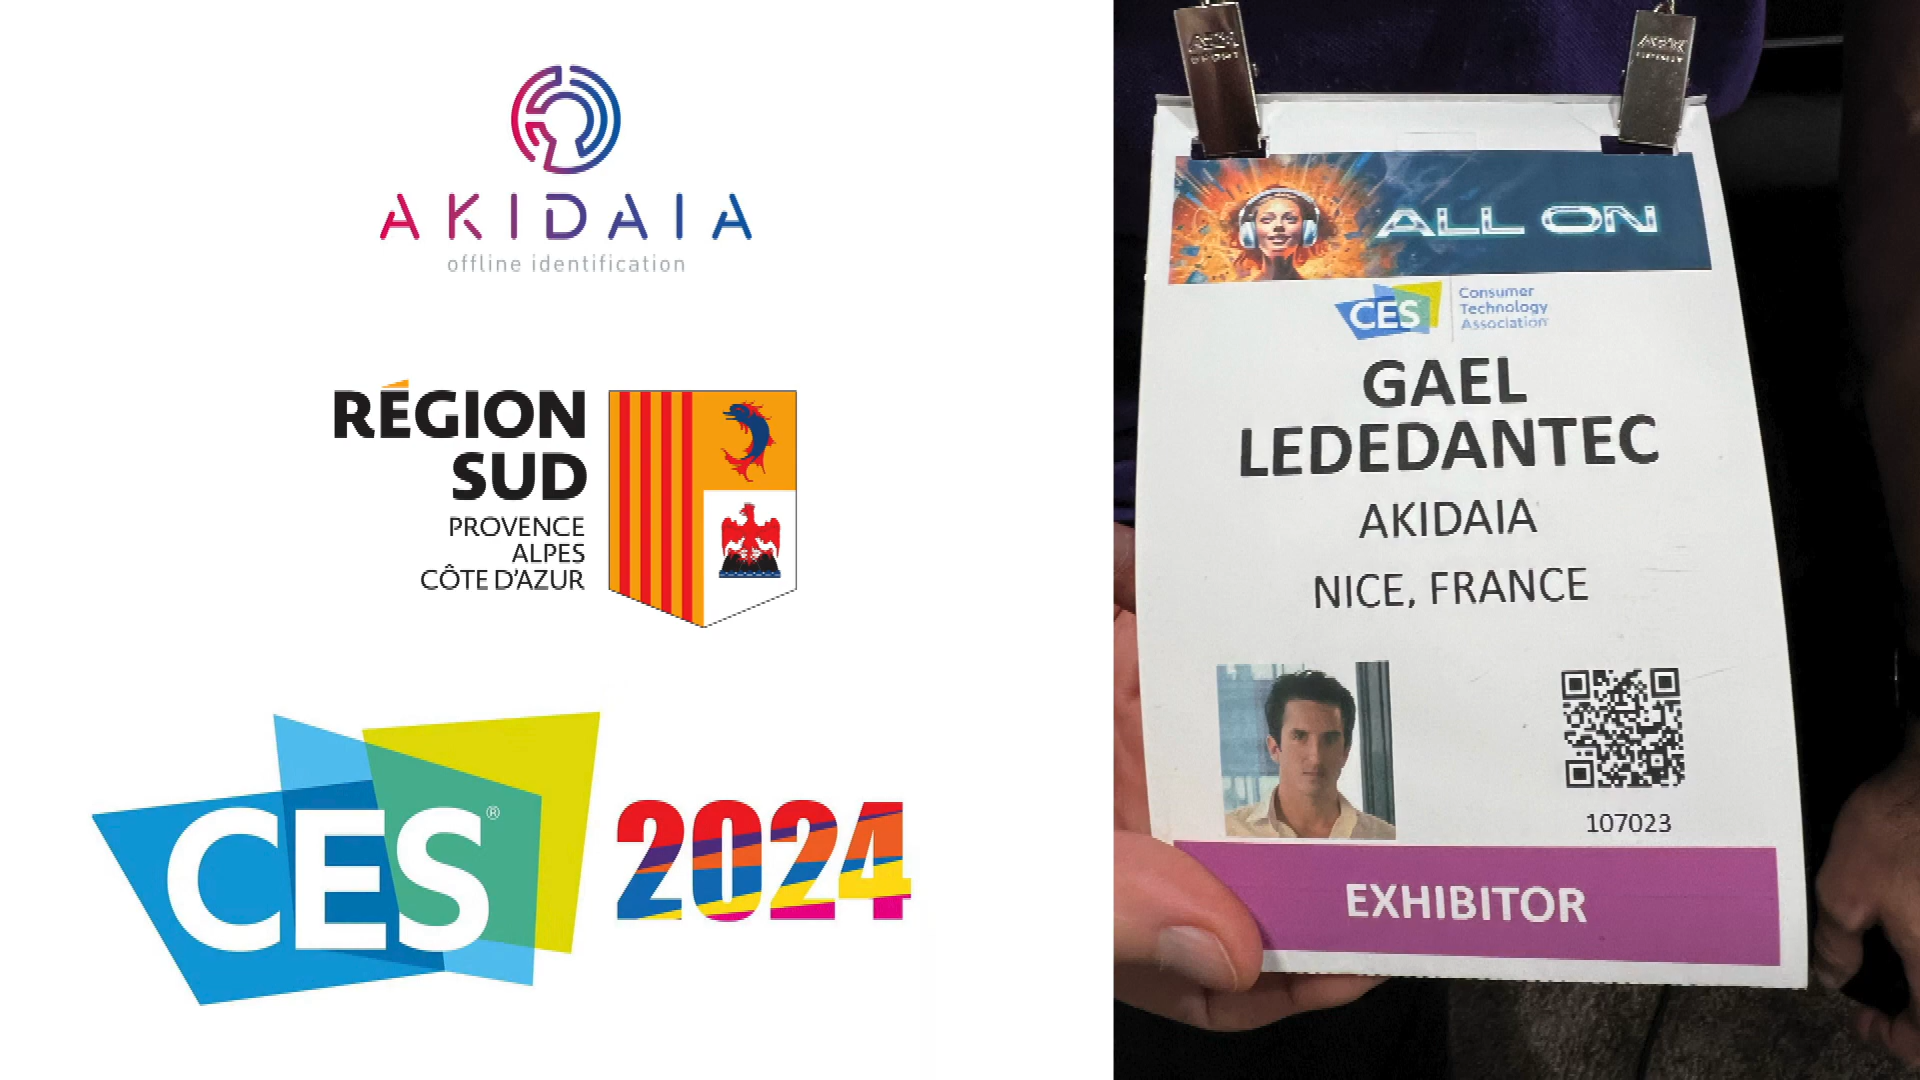 AKIDAIA
offline identification
RÉGION
SUD
PROVENCE
ALPES
CÔTE D'AZUR
CES®
2024
ALL ON
CES
Consumer
Technology
Association
GAEL
LEDEDANTEC
AKIDAIA
NICE, FRANCE
107023
EXHIBITOR